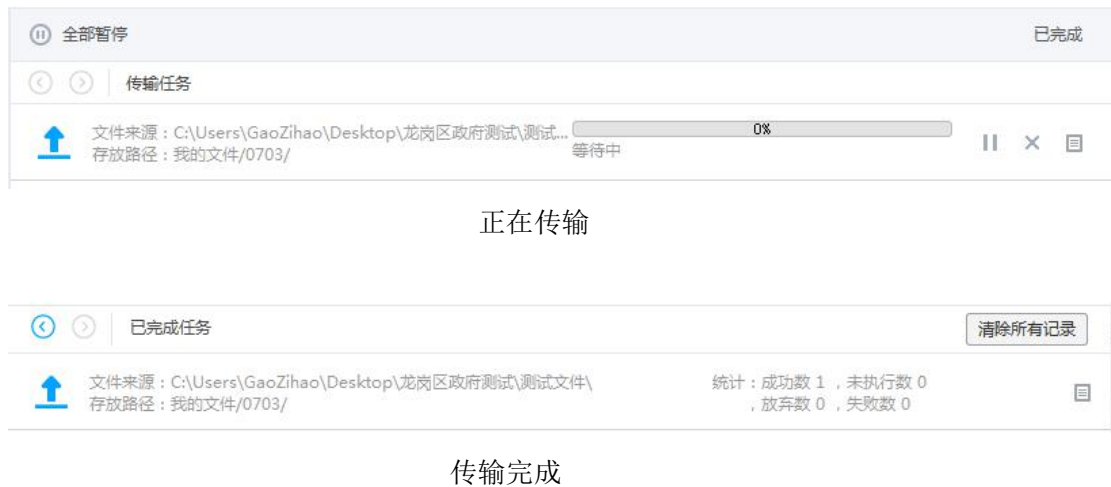 全部暂停 已完成
传输任务
文件来源：C:\Users\GaoZihao\Desktop\龙岗区政府测试\测试... 0%
存放路径：我的文件/0703/ 等待中
正在传输
已完成任务 清除所有记录
文件来源：C:\Users\GaoZihao\Desktop\龙岗区政府测试\测试文件\ 统计：成功数 1 ，未执行数 0
存放路径：我的文件/0703/ ，放弃数 0 ，失败数 0
传输完成